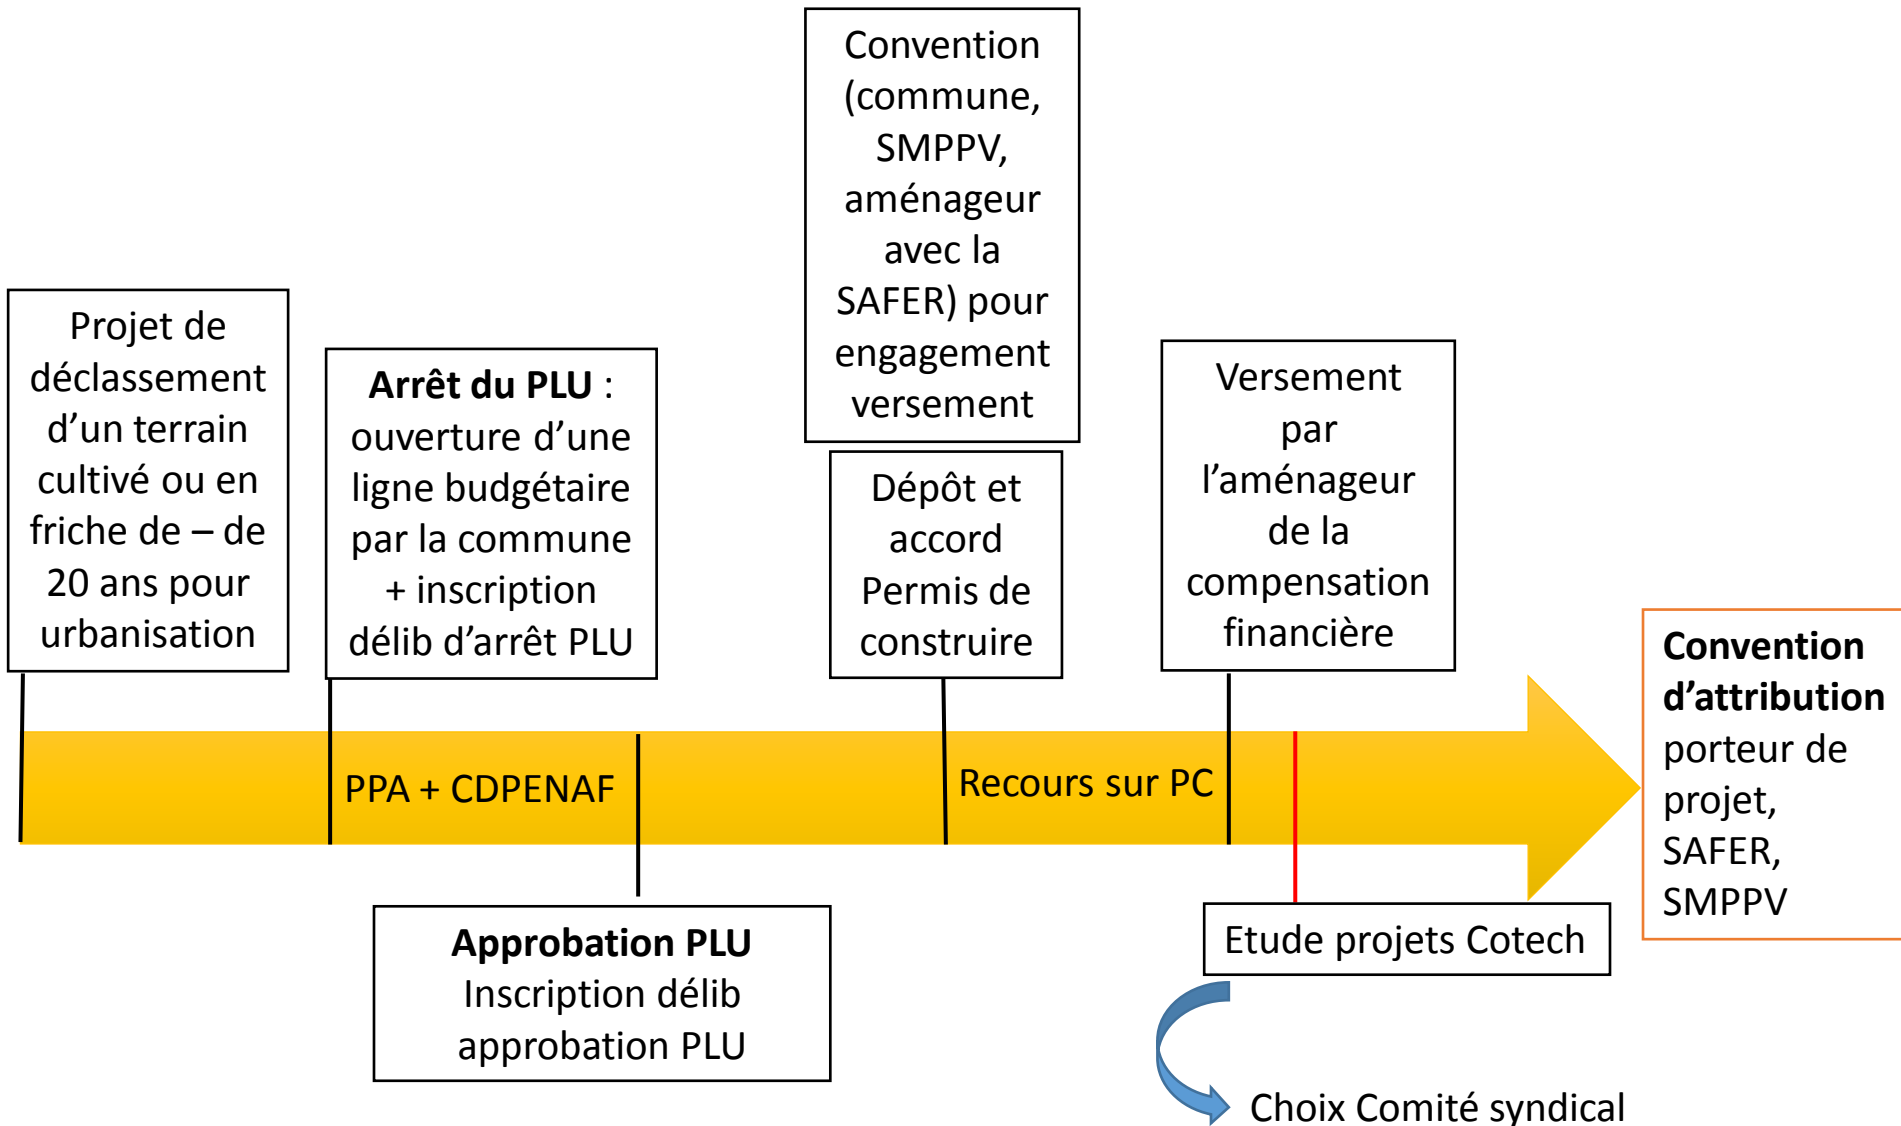 Projet de
déclassement
d’un terrain
cultivé ou en
friche de – de
20 ans pour
urbanisation
Arrêt du PLU :
ouverture d’une
ligne budgétaire
par la commune
+ inscription
délib d’arrêt PLU
Convention
(commune,
SMPPV,
aménageur
avec la
SAFER) pour
engagement
versement
Dépôt et
accord
Permis de
construire
Versement
par
l’aménageur
de la
compensation
financière
Convention
d’attribution
porteur de
projet,
SAFER,
SMPPV
PPA + CDPENAF
Recours sur PC
Approbation PLU
Inscription délib
approbation PLU
Etude projets Cotech
Choix Comité syndical